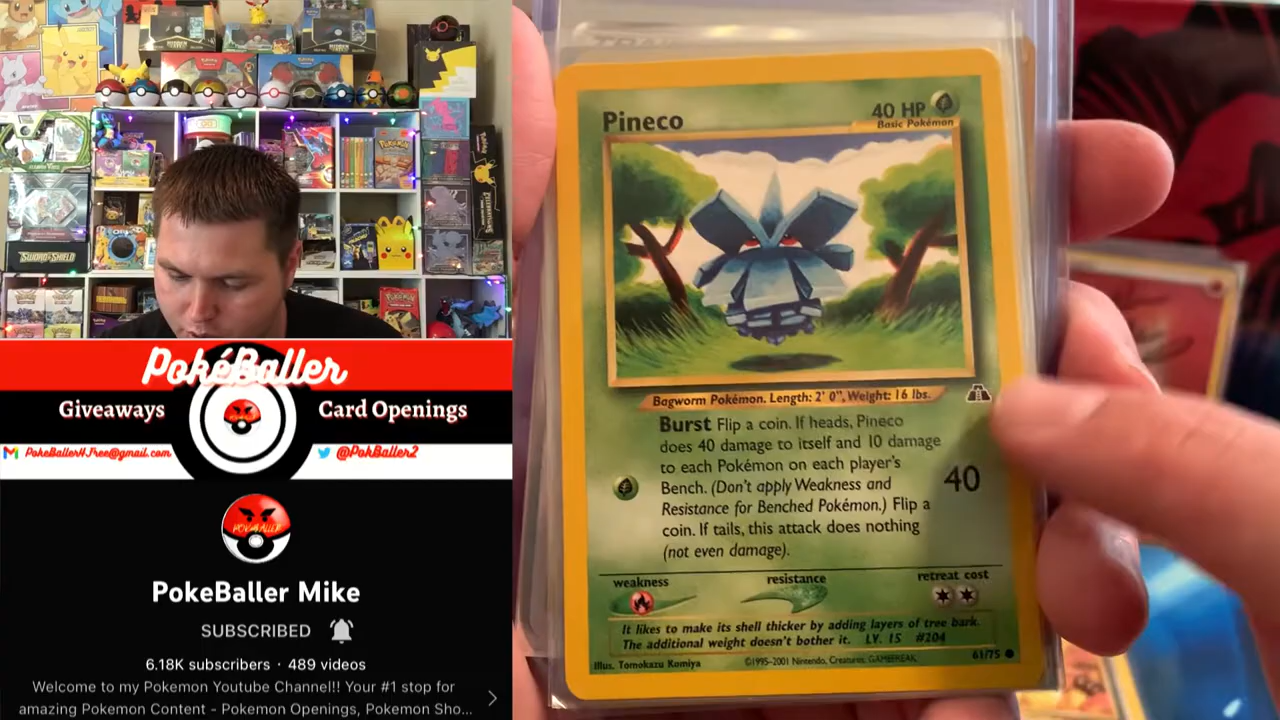 SWORD & SHIELD
PokéBaller
Giveaways
Card Openings
PokeBaller4Free@gmail.com
@PokBaller2
POKéBALLER
PokeBaller Mike
SUBSCRIBED
6.18K subscribers · 489 videos
Welcome to my Pokemon Youtube Channel!! Your #1 stop for
amazing Pokemon Content - Pokemon Openings, Pokemon Sho...
Pineco
40 HP
Basic Pokémon
Bagworm Pokémon. Length: 2' 0", Weight: 16 lbs.
Burst Flip a coin. If heads, Pineco
does 40 damage to itself and 10 damage
to each Pokémon on each player's
Bench. (Don't apply Weakness and
Resistance for Benched Pokémon.) Flip a
coin. If tails, this attack does nothing
(not even damage).
40
weakness
resistance
retreat cost
It likes to make its shell thicker by adding layers of tree bark.
The additional weight doesn't bother it. LV. 15 #204
Illus. Tomokazu Komiya
©1995-2001 Nintendo, Creatures, GAMEFREAK.
61/75